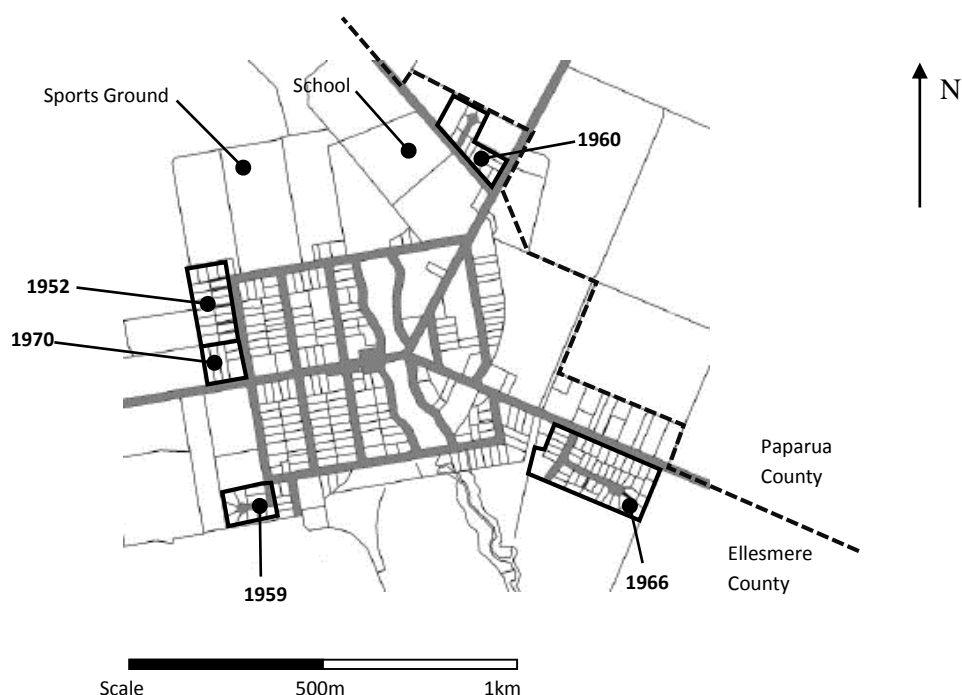 School
Sports Ground
N
1960
1952
1970
Paparua
County
Ellesmere
County
1966
1959
Scale
500m
1km